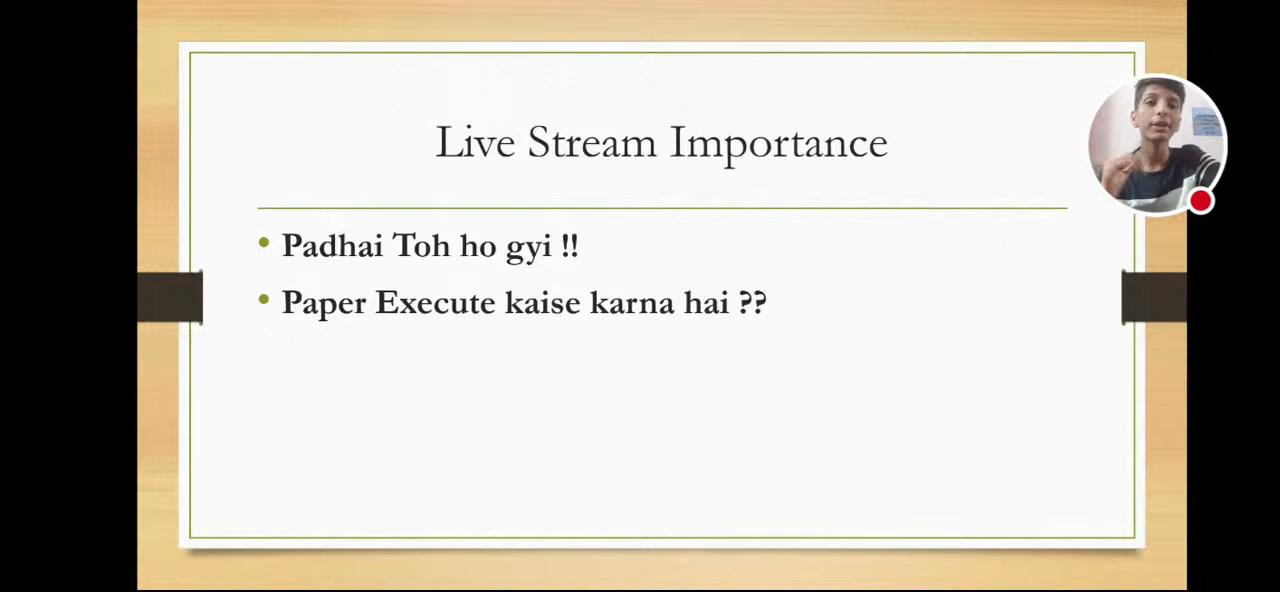 Live Stream Importance
Padhai Toh ho gyi !!
Paper Execute kaise karna hai ??